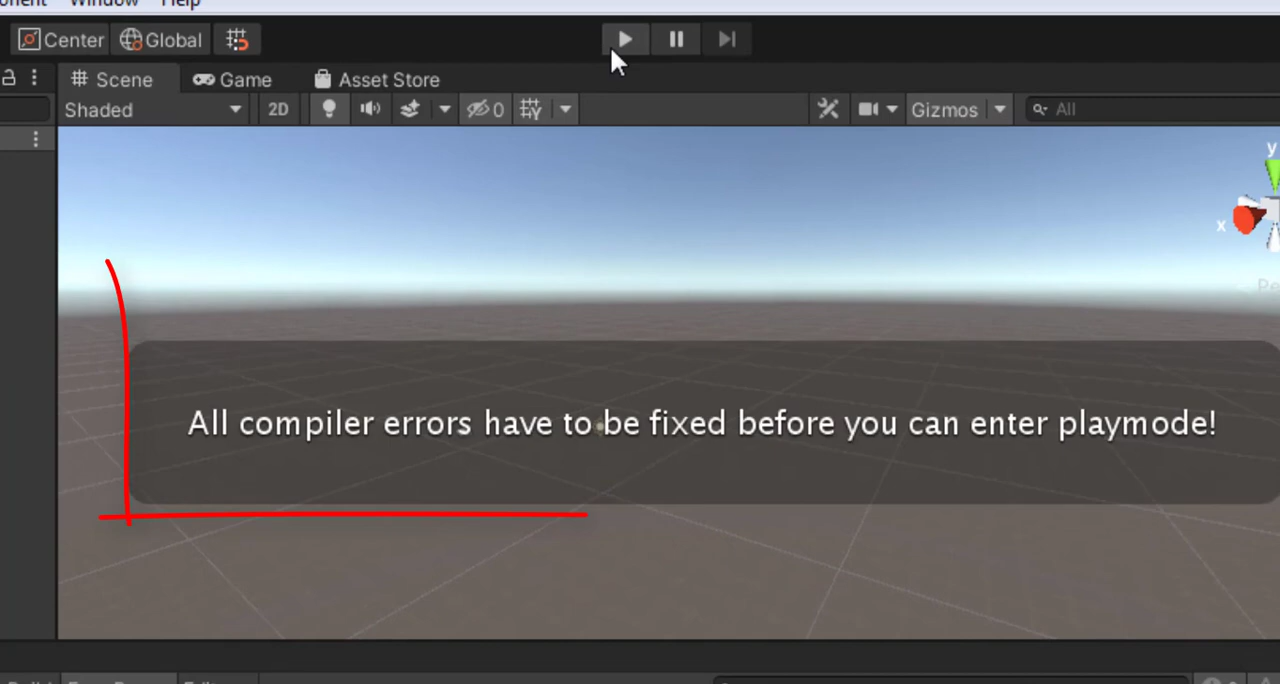 Window Help
Center Global
Scene Game Asset Store
Shaded 2D 0 Gizmos All
y
x
All compiler errors have to be fixed before you can enter playmode!